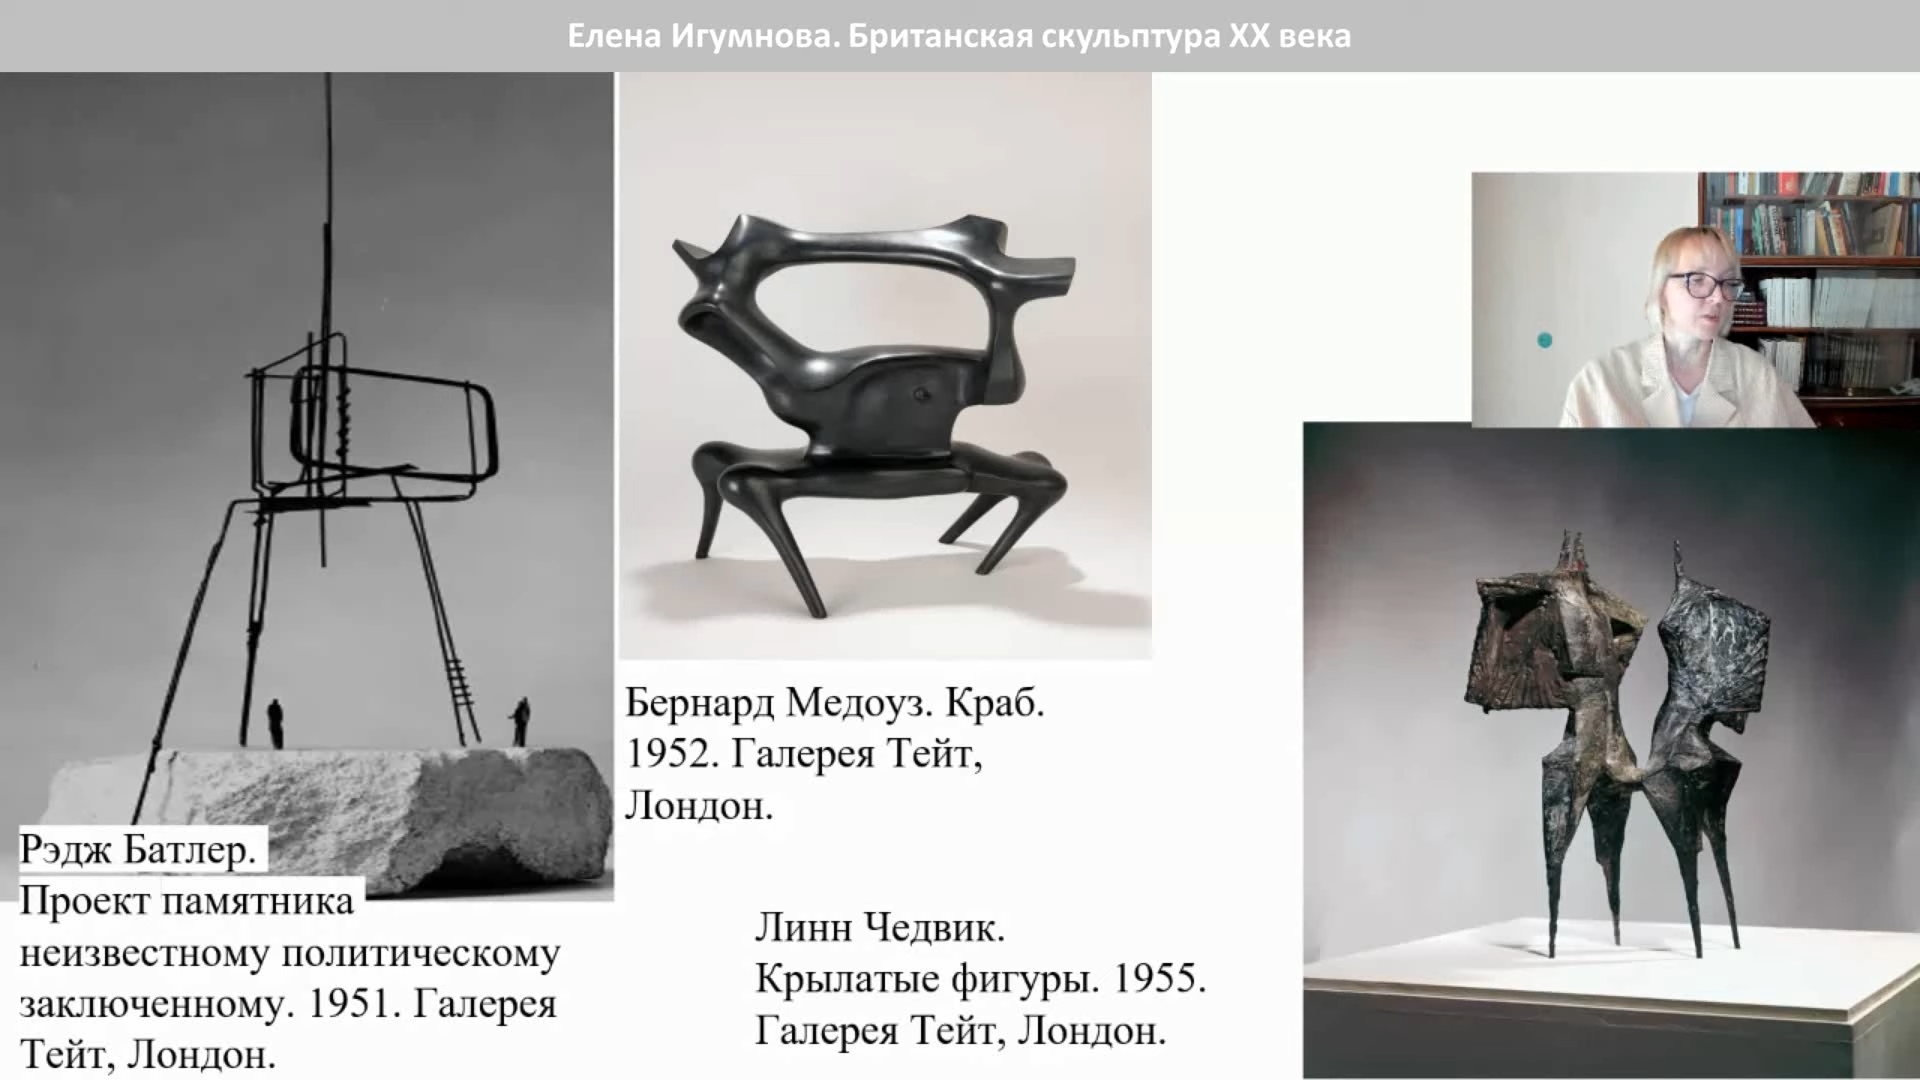 Елена Игумнова. Британская скульптура XX века
Рэдж Батлер.
Проект памятника
неизвестному политическому
заключенному. 1951. Галерея
Тейт, Лондон.
Бернард Медоуз. Краб.
1952. Галерея Тейт,
Лондон.
Линн Чедвик.
Крылатые фигуры. 1955.
Галерея Тейт, Лондон.